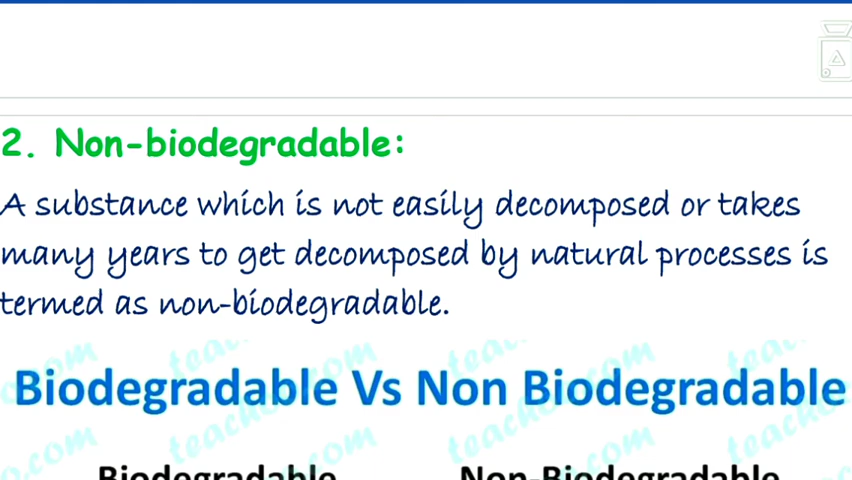 2. Non-biodegradable:
A substance which is not easily decomposed or takes
many years to get decomposed by natural processes is
termed as non-biodegradable.
Biodegradable Vs Non Biodegradable
Biodegradable Non-Biodegradable